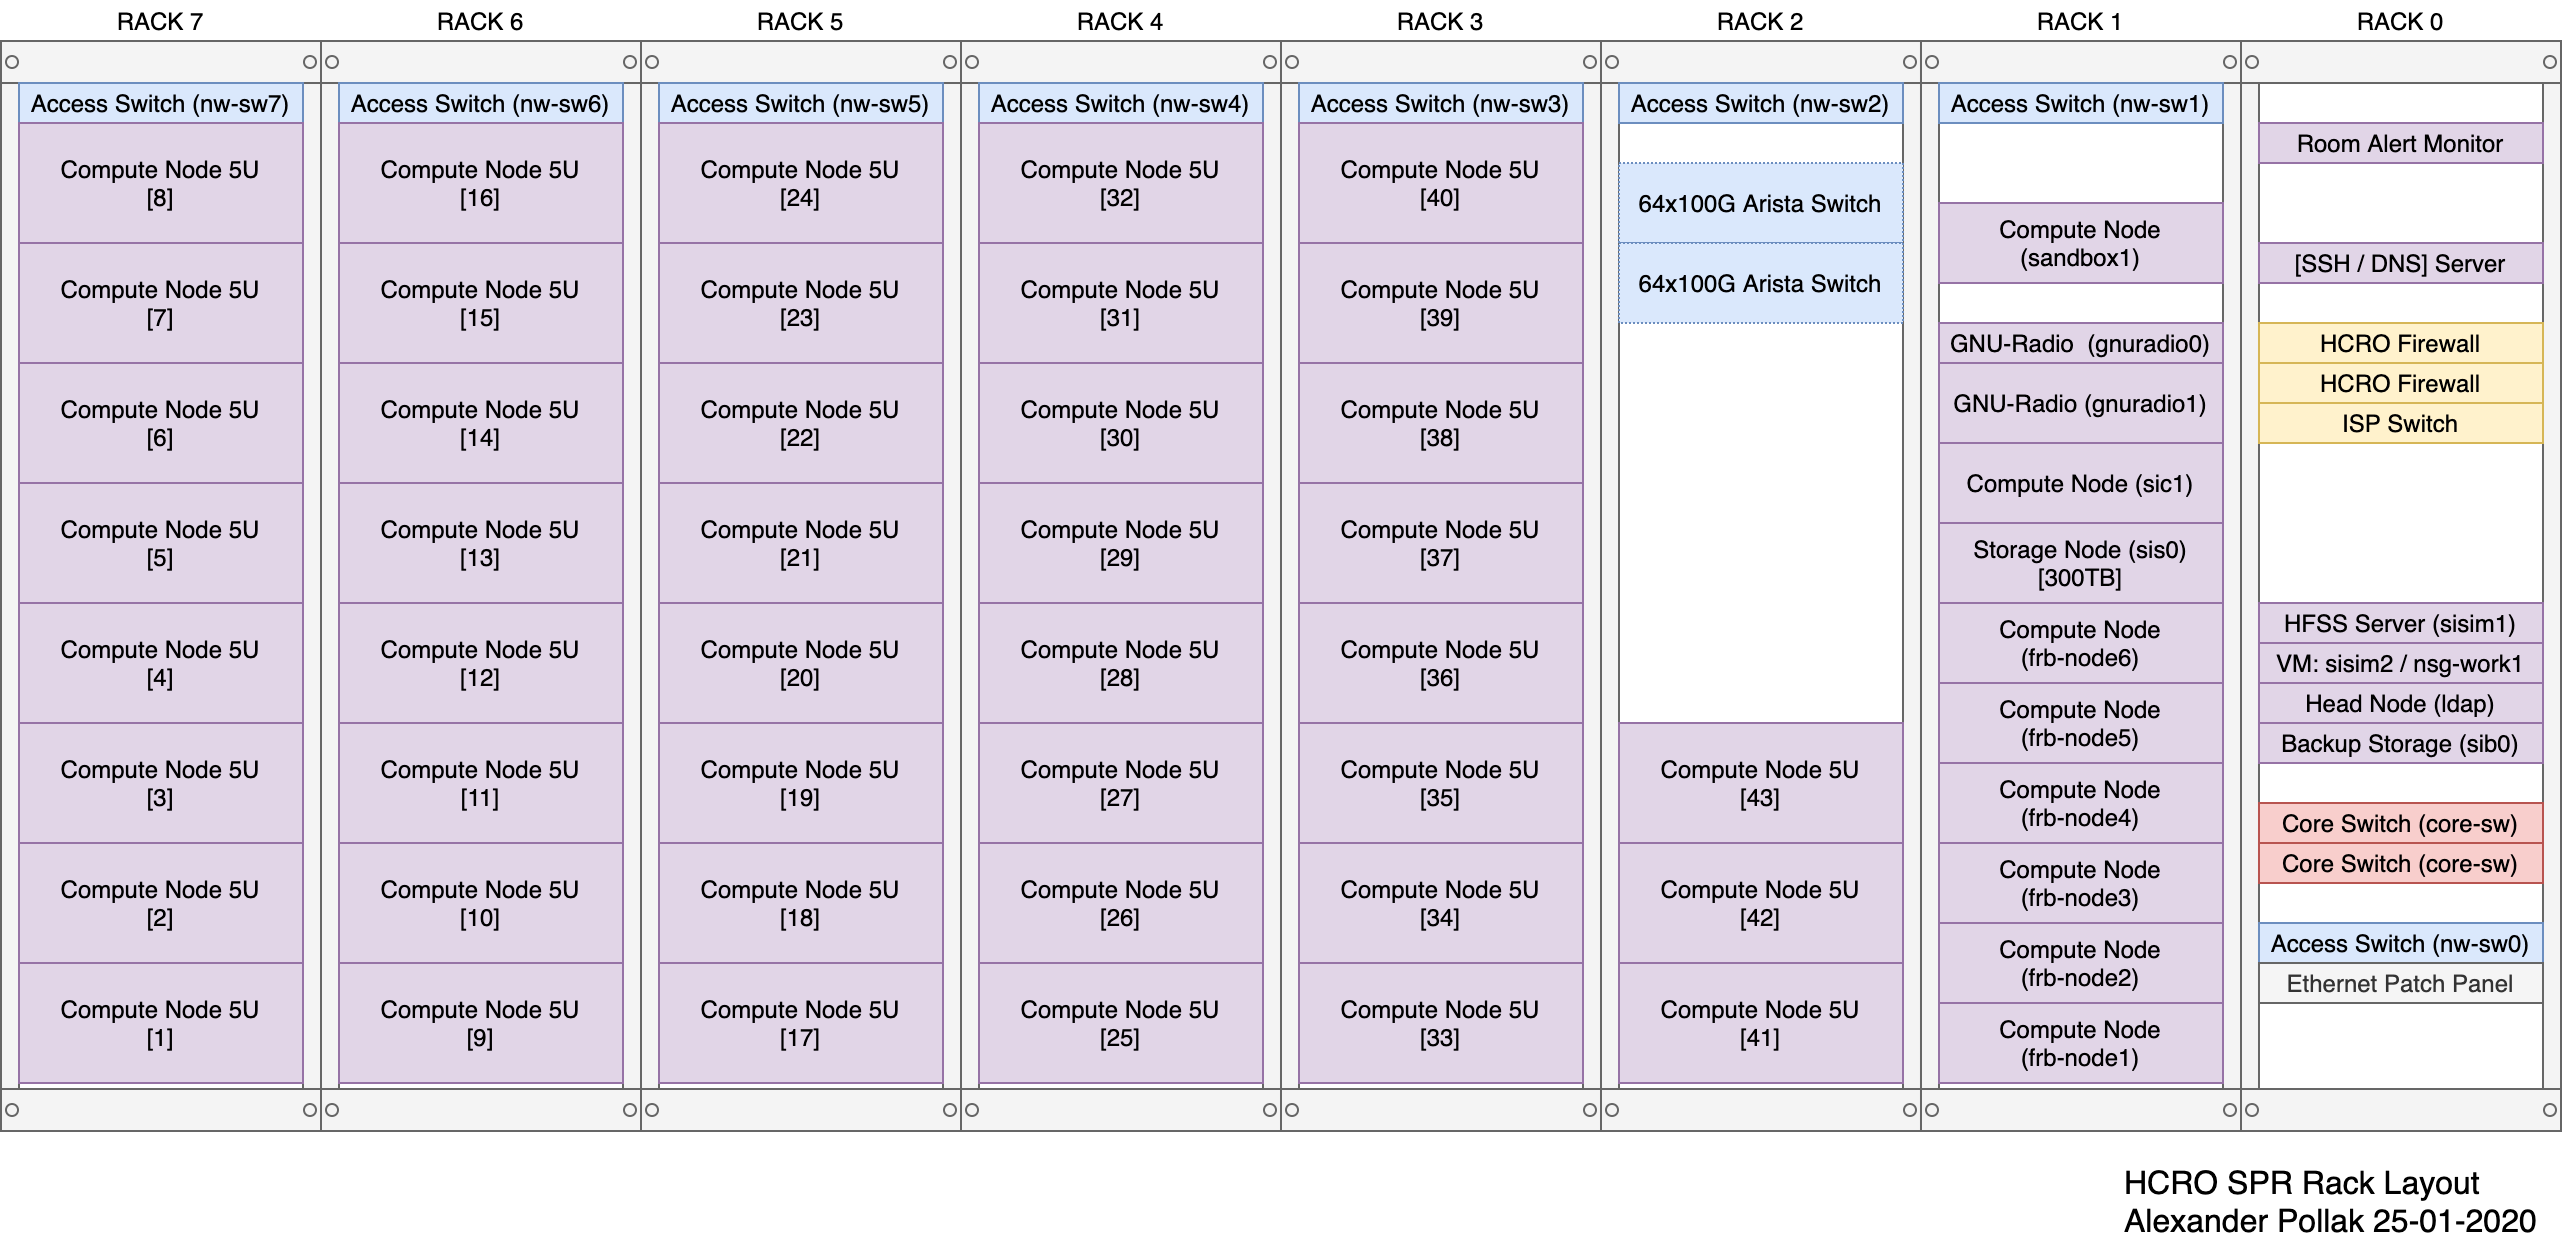 RACK 7
Access Switch (nw-sw7)
Compute Node 5U
[8]
Compute Node 5U
[7]
Compute Node 5U
[6]
Compute Node 5U
[5]
Compute Node 5U
[4]
Compute Node 5U
[3]
Compute Node 5U
[2]
Compute Node 5U
[1]
RACK 6
Access Switch (nw-sw6)
Compute Node 5U
[16]
Compute Node 5U
[15]
Compute Node 5U
[14]
Compute Node 5U
[13]
Compute Node 5U
[12]
Compute Node 5U
[11]
Compute Node 5U
[10]
Compute Node 5U
[9]
RACK 5
Access Switch (nw-sw5)
Compute Node 5U
[24]
Compute Node 5U
[23]
Compute Node 5U
[22]
Compute Node 5U
[21]
Compute Node 5U
[20]
Compute Node 5U
[19]
Compute Node 5U
[18]
Compute Node 5U
[17]
RACK 4
Access Switch (nw-sw4)
Compute Node 5U
[32]
Compute Node 5U
[31]
Compute Node 5U
[30]
Compute Node 5U
[29]
Compute Node 5U
[28]
Compute Node 5U
[27]
Compute Node 5U
[26]
Compute Node 5U
[25]
RACK 3
Access Switch (nw-sw3)
Compute Node 5U
[40]
Compute Node 5U
[39]
Compute Node 5U
[38]
Compute Node 5U
[37]
Compute Node 5U
[36]
Compute Node 5U
[35]
Compute Node 5U
[34]
Compute Node 5U
[33]
RACK 2
Access Switch (nw-sw2)
64x100G Arista Switch
64x100G Arista Switch
Compute Node 5U
[43]
Compute Node 5U
[42]
Compute Node 5U
[41]
RACK 1
Access Switch (nw-sw1)
Compute Node
(sandbox1)
GNU-Radio  (gnuradio0)
GNU-Radio (gnuradio1)
Compute Node (sic1)
Storage Node (sis0)
[300TB]
Compute Node
(frb-node6)
Compute Node
(frb-node5)
Compute Node
(frb-node4)
Compute Node
(frb-node3)
Compute Node
(frb-node2)
Compute Node
(frb-node1)
RACK 0
Room Alert Monitor
[SSH / DNS] Server
HCRO Firewall
HCRO Firewall
ISP Switch
HFSS Server (sisim1)
VM: sisim2 / nsg-work1
Head Node (ldap)
Backup Storage (sib0)
Core Switch (core-sw)
Core Switch (core-sw)
Access Switch (nw-sw0)
Ethernet Patch Panel
HCRO SPR Rack Layout
Alexander Pollak 25-01-2020